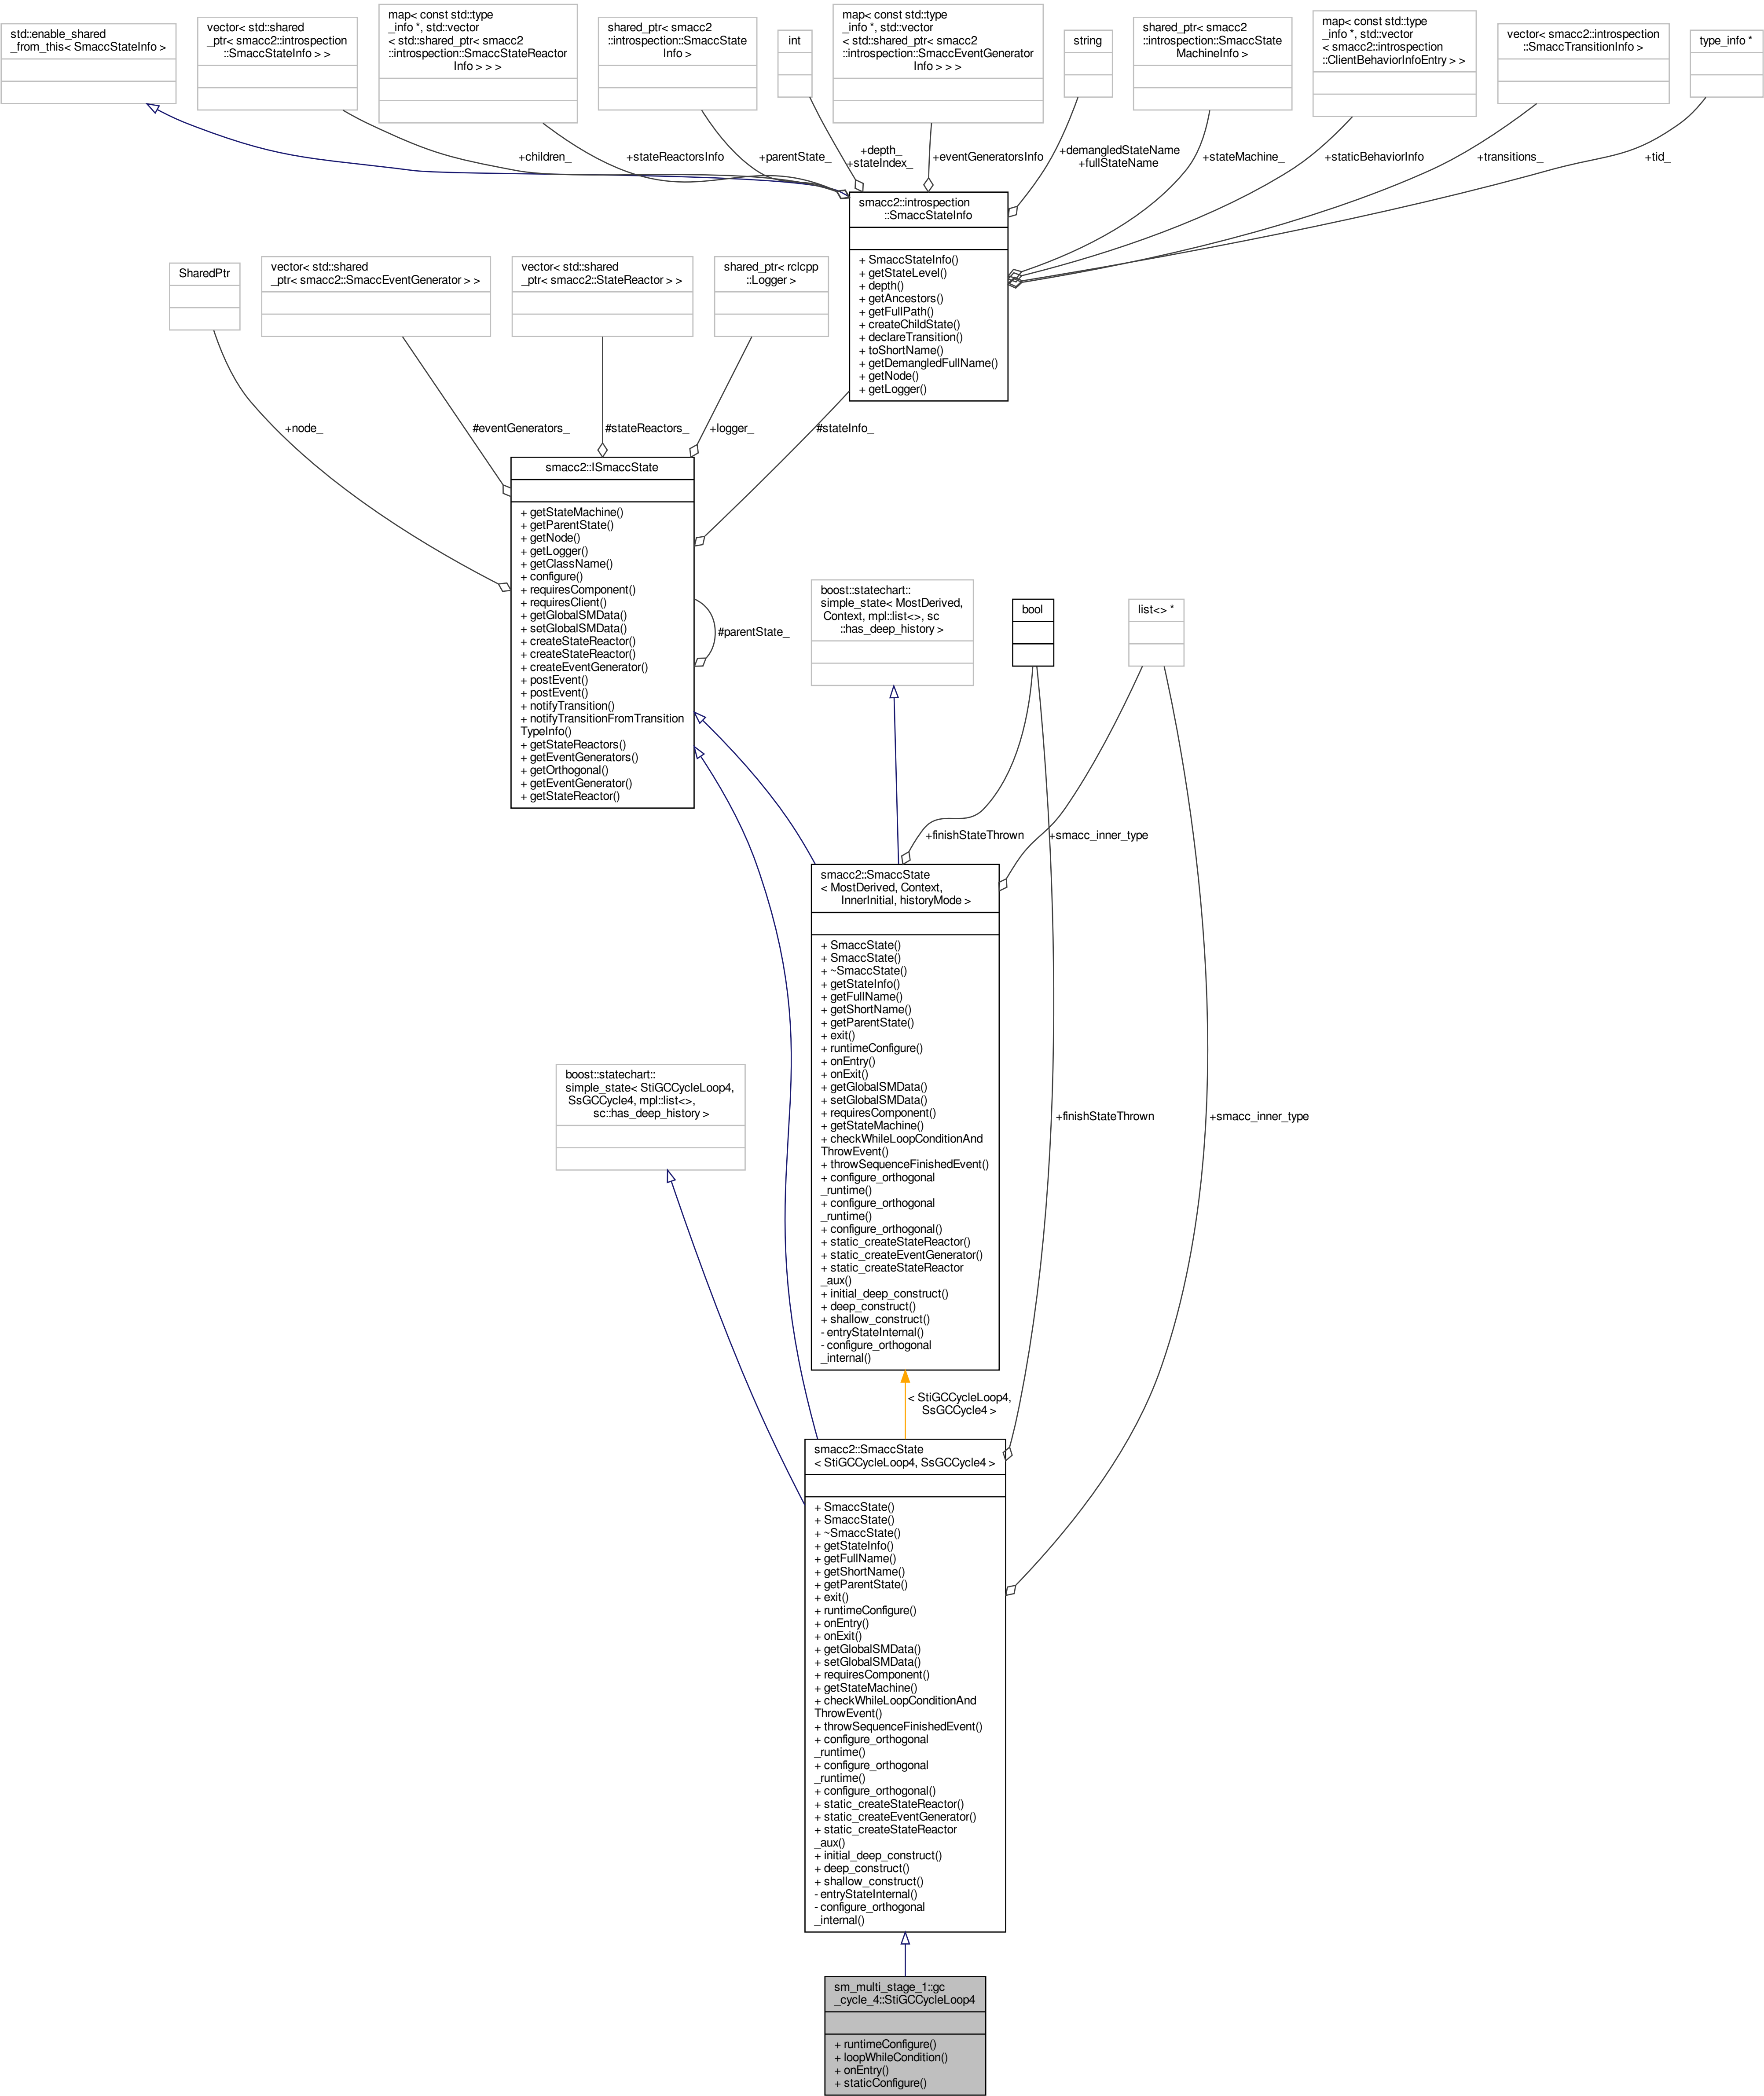 std::enable_shared
_from_this< SmaccStateInfo >
vector< std::shared
_ptr< smacc2::introspection
::SmaccStateInfo > >
map< const std::type
_info *, std::vector
< std::shared_ptr< smacc2
::introspection::SmaccStateReactor
Info > > >
shared_ptr< smacc2
::introspection::SmaccState
Info >
int
map< const std::type
_info *, std::vector
< std::shared_ptr< smacc2
::introspection::SmaccEventGenerator
Info > > >
string
shared_ptr< smacc2
::introspection::SmaccState
MachineInfo >
map< const std::type
_info *, std::vector
< smacc2::introspection
::ClientBehaviorInfoEntry > >
vector< smacc2::introspection
::SmaccTransitionInfo >
type_info *
+children_
+stateReactorsInfo
+parentState_
+depth_
+stateIndex_
+eventGeneratorsInfo
+demangledStateName
+fullStateName
+stateMachine_
+staticBehaviorInfo
+transitions_
+tid_
smacc2::introspection
::SmaccStateInfo
+ SmaccStateInfo()
+ getStateLevel()
+ depth()
+ getAncestors()
+ getFullPath()
+ createChildState()
+ declareTransition()
+ toShortName()
+ getDemangledFullName()
+ getNode()
+ getLogger()
SharedPtr
vector< std::shared
_ptr< smacc2::SmaccEventGenerator > >
vector< std::shared
_ptr< smacc2::StateReactor > >
shared_ptr< rclcpp
::Logger >
+node_
#eventGenerators_
#stateReactors_
+logger_
#stateInfo_
smacc2::ISmaccState
+ getStateMachine()
+ getParentState()
+ getNode()
+ getLogger()
+ getClassName()
+ configure()
+ requiresComponent()
+ requiresClient()
+ getGlobalSMData()
+ setGlobalSMData()
+ createStateReactor()
+ createStateReactor()
+ createEventGenerator()
+ postEvent()
+ postEvent()
+ notifyTransition()
+ notifyTransitionFromTransition
TypeInfo()
+ getStateReactors()
+ getEventGenerators()
+ getOrthogonal()
+ getEventGenerator()
+ getStateReactor()
#parentState_
boost::statechart::
simple_state< MostDerived,
Context, mpl::list<>, sc
::has_deep_history >
bool
list<> *
+finishStateThrown
+smacc_inner_type
smacc2::SmaccState
< MostDerived, Context,
InnerInitial, historyMode >
+ SmaccState()
+ SmaccState()
+ ~SmaccState()
+ getStateInfo()
+ getFullName()
+ getShortName()
+ getParentState()
+ exit()
+ runtimeConfigure()
+ onEntry()
+ onExit()
+ getGlobalSMData()
+ setGlobalSMData()
+ requiresComponent()
+ getStateMachine()
+ checkWhileLoopConditionAnd
ThrowEvent()
+ throwSequenceFinishedEvent()
+ configure_orthogonal
_runtime()
+ configure_orthogonal
_runtime()
+ configure_orthogonal()
+ static_createStateReactor()
+ static_createEventGenerator()
+ static_createStateReactor
_aux()
+ initial_deep_construct()
+ deep_construct()
+ shallow_construct()
- entryStateInternal()
- configure_orthogonal
_internal()
boost::statechart::
simple_state< StiGCCycleLoop4,
SsGCCycle4, mpl::list<>,
sc::has_deep_history >
+finishStateThrown
+smacc_inner_type
< StiGCCycleLoop4,
SsGCCycle4 >
smacc2::SmaccState
< StiGCCycleLoop4, SsGCCycle4 >
+ SmaccState()
+ SmaccState()
+ ~SmaccState()
+ getStateInfo()
+ getFullName()
+ getShortName()
+ getParentState()
+ exit()
+ runtimeConfigure()
+ onEntry()
+ onExit()
+ getGlobalSMData()
+ setGlobalSMData()
+ requiresComponent()
+ getStateMachine()
+ checkWhileLoopConditionAnd
ThrowEvent()
+ throwSequenceFinishedEvent()
+ configure_orthogonal
_runtime()
+ configure_orthogonal
_runtime()
+ configure_orthogonal()
+ static_createStateReactor()
+ static_createEventGenerator()
+ static_createStateReactor
_aux()
+ initial_deep_construct()
+ deep_construct()
+ shallow_construct()
- entryStateInternal()
- configure_orthogonal
_internal()
sm_multi_stage_1::gc
_cycle_4::StiGCCycleLoop4
+ runtimeConfigure()
+ loopWhileCondition()
+ onEntry()
+ staticConfigure()